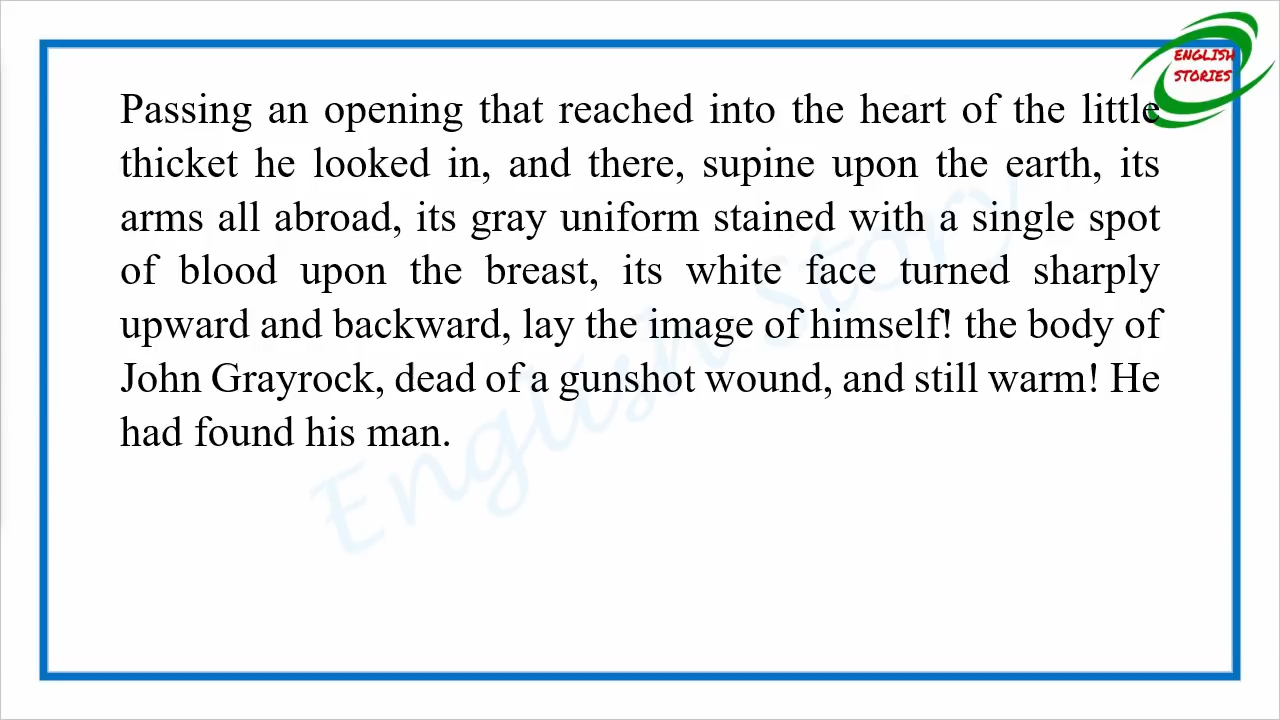 ENGLISH
STORIES
Passing an opening that reached into the heart of the little
thicket he looked in, and there, supine upon the earth, its
arms all abroad, its gray uniform stained with a single spot
of blood upon the breast, its white face turned sharply
upward and backward, lay the image of himself! the body of
John Grayrock, dead of a gunshot wound, and still warm! He
had found his man.
English Story